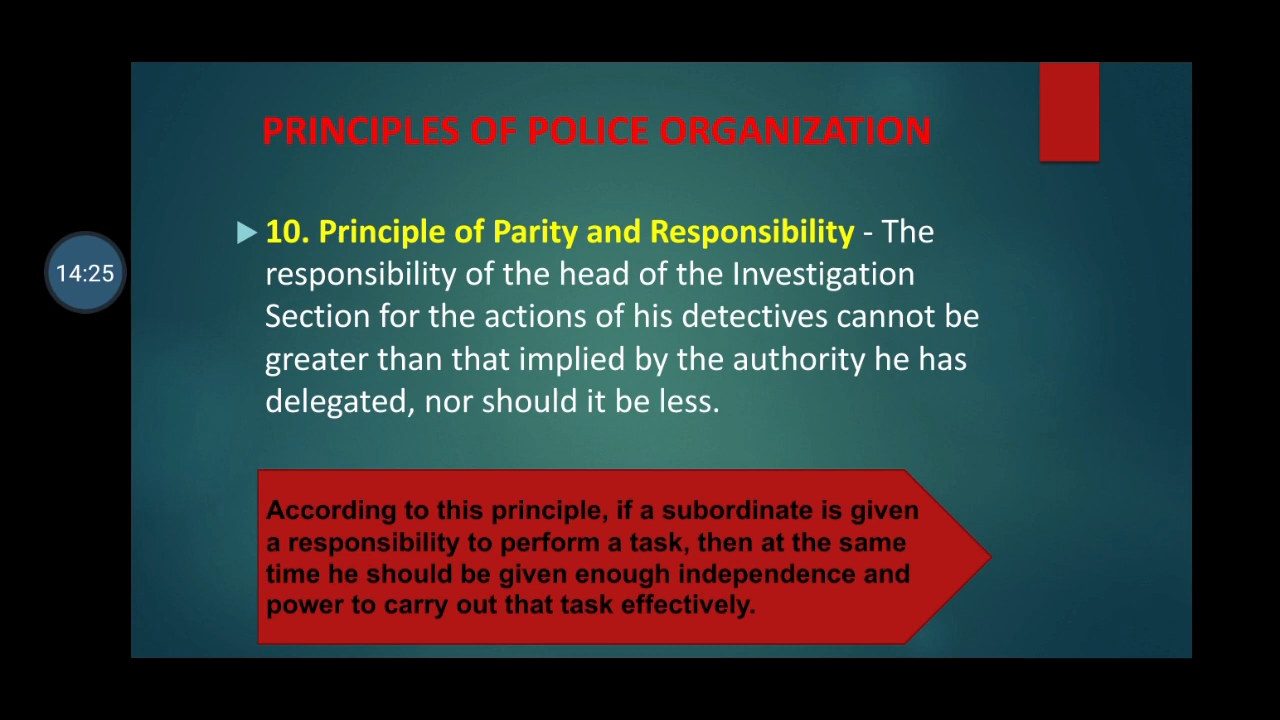 PRINCIPLES OF POLICE ORGANIZATION
10. Principle of Parity and Responsibility - The
responsibility of the head of the Investigation
Section for the actions of his detectives cannot be
greater than that implied by the authority he has
delegated, nor should it be less.
14:25
According to this principle, if a subordinate is given
a responsibility to perform a task, then at the same
time he should be given enough independence and
power to carry out that task effectively.